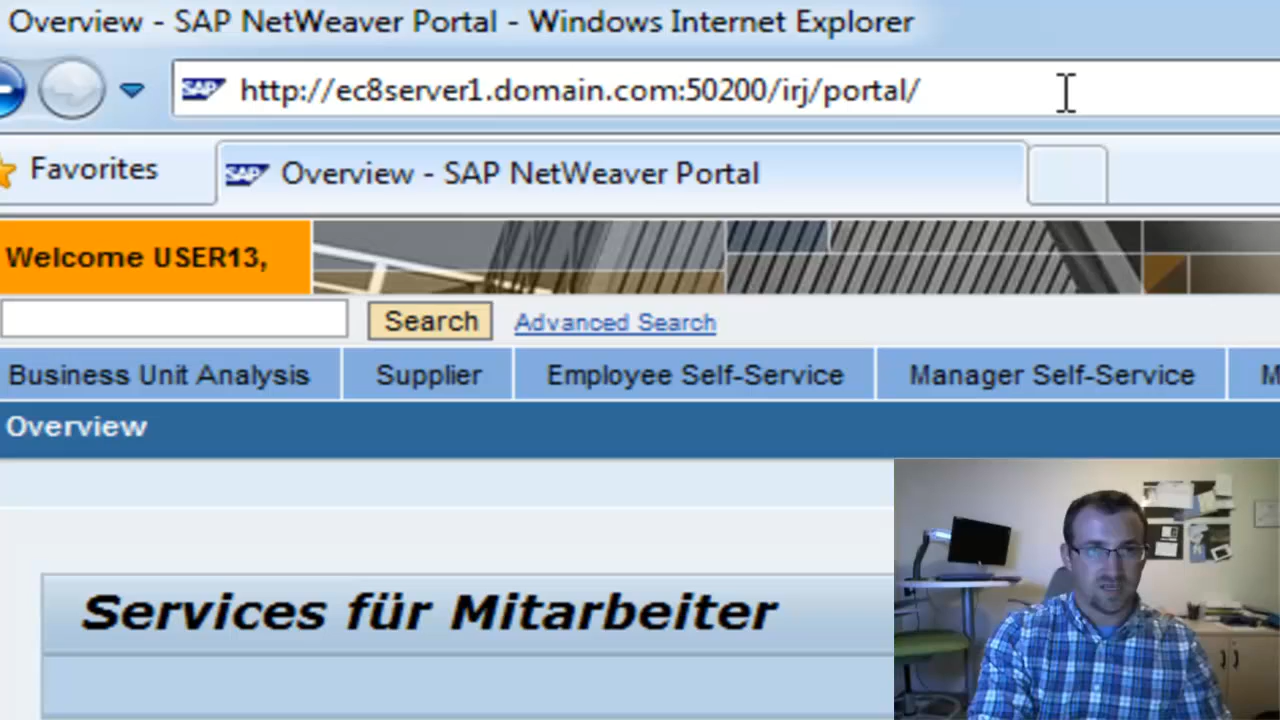 Overview - SAP NetWeaver Portal - Windows Internet Explorer
SAP http://ec8server1.domain.com:50200/irj/portal/
Favorites SAP Overview - SAP NetWeaver Portal
Welcome USER13,
Search Advanced Search
Business Unit Analysis Supplier Employee Self-Service Manager Self-Service M
Overview
Services für Mitarbeiter